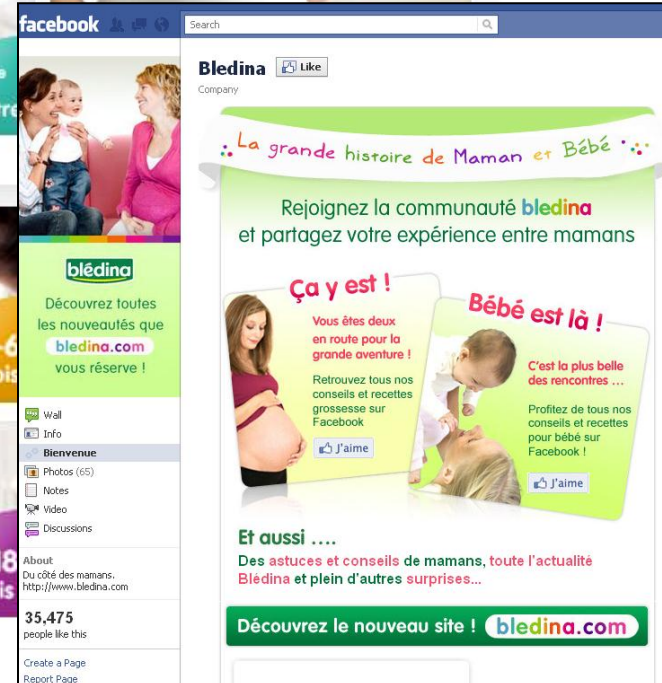 facebook
Search
Bledina Like
Company
La grande histoire de Maman et Bébé
Rejoignez la communauté bledina
et partagez votre expérience entre mamans
Ça y est !
Vous êtes deux
en route pour la
grande aventure !
Retrouvez tous nos
conseils et recettes
grossesse sur
Facebook
J'aime
Bébé est là !
C'est la plus belle
des rencontres ...
Profitez de tous nos
conseils et recettes
pour bébé sur
Facebook !
J'aime
Et aussi ....
Des astuces et conseils de mamans, toute l'actualité
Blédina et plein d'autres surprises...
Découvrez le nouveau site ! bledina.com
blédina
Découvrez toutes
les nouveautés que
bledina.com
vous réserve !
Wall
Info
Bienvenue
Photos (65)
Notes
Video
Discussions
About
Du côté des mamans.
http://www.bledina.com
35,475
people like this
Create a Page
Report Page